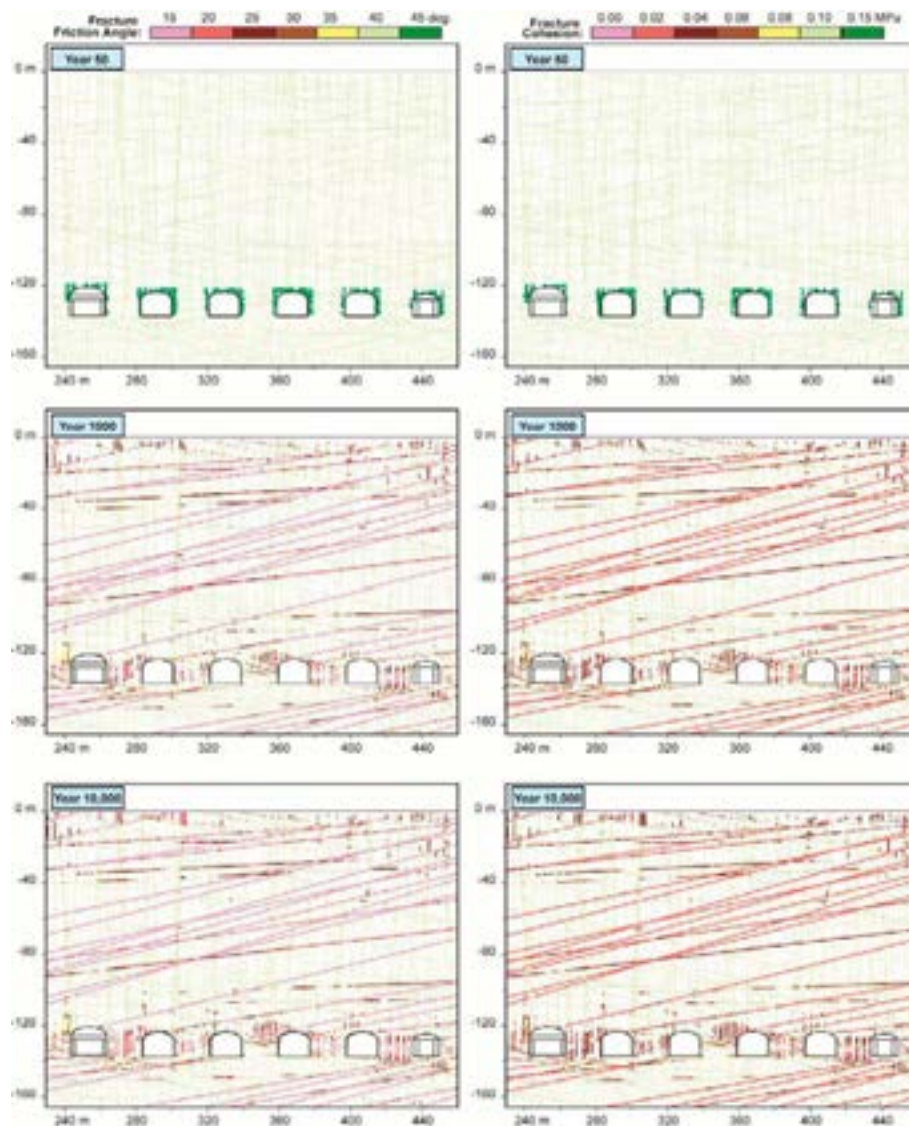 Fracture Friction Angle: 15 20 25 30 35 40 45 deg
Fracture Cohesion: 0.00 0.02 0.04 0.06 0.08 0.10 0.15 MPa
Year 50 Year 50
0 m 0 m
-40 -40
-80 -80
-120 -120
-160 -160
240 m 280 320 360 400 440 240 m 280 320 360 400 440
Year 1000 Year 1000
0 m 0 m
-40 -40
-80 -80
-120 -120
-160 -160
240 m 280 320 360 400 440 240 m 280 320 360 400 440
Year 10,000 Year 10,000
0 m 0 m
-40 -40
-80 -80
-120 -120
-160 -160
240 m 280 320 360 400 440 240 m 280 320 360 400 440